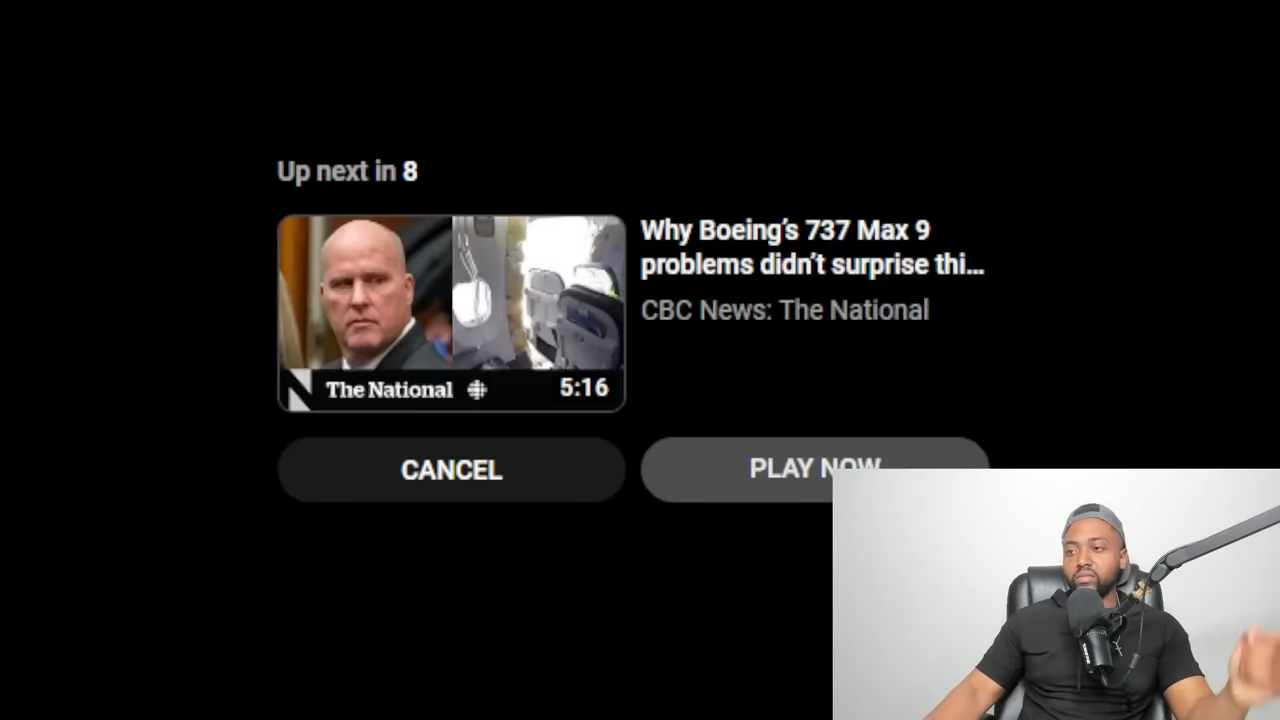 Up next in 8
Why Boeing’s 737 Max 9
problems didn’t surprise thi...
CBC News: The National
The National
5:16
CANCEL
PLAY NOW